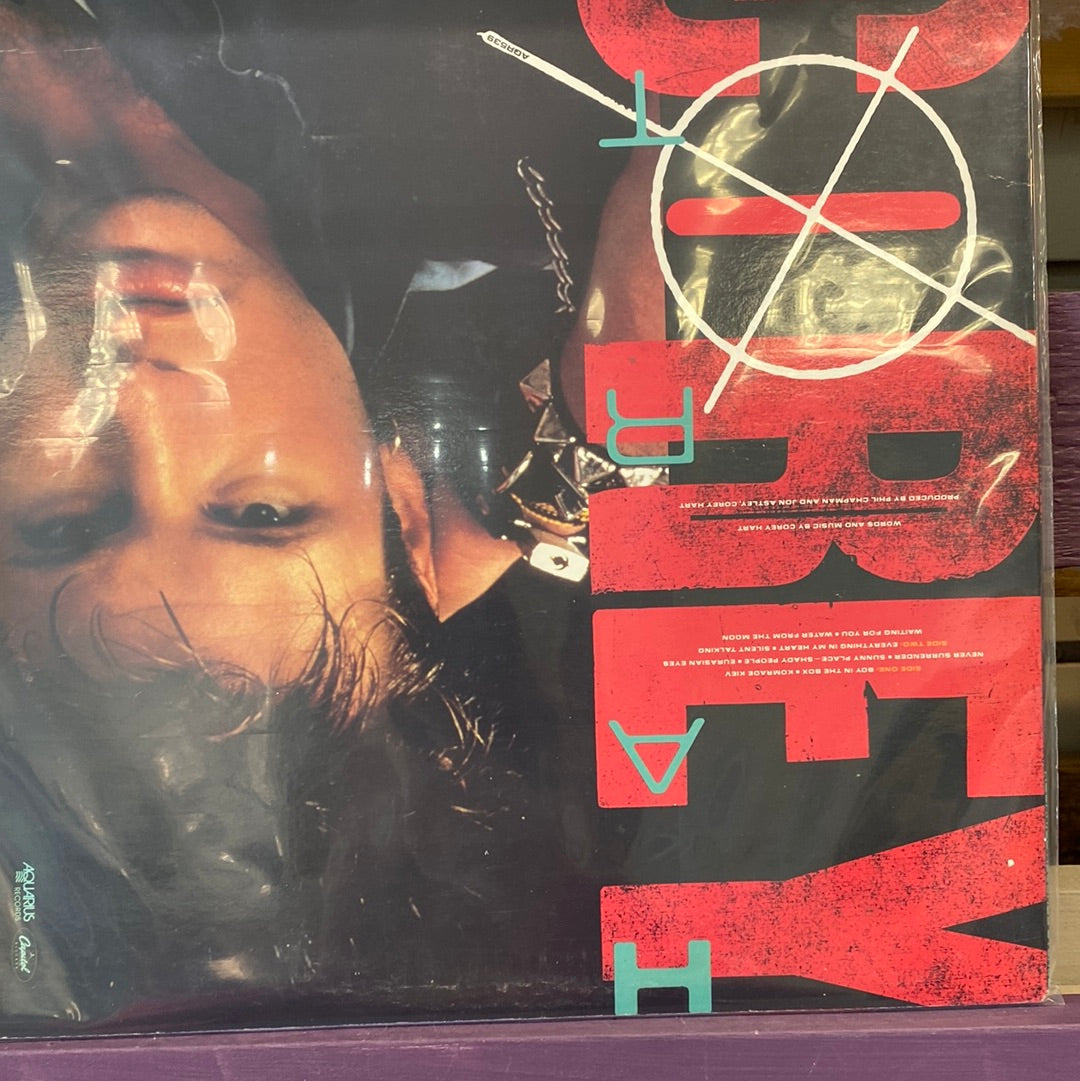 COREY
HART
SIDE ONE: BOY IN THE BOX • KOMRADE KIEV
NEVER SURRENDER • SUNNY PLACE—SHADY PEOPLE • EURASIAN EYES
SIDE TWO: EVERYTHING IN MY HEART • SILENT TALKING
WAITING FOR YOU • WATER FROM THE MOON
WORDS AND MUSIC BY COREY HART
PRODUCED BY PHIL CHAPMAN AND JON ASTLEY, COREY HART
AQR539
AQUARIUS
RECORDS
Capitol